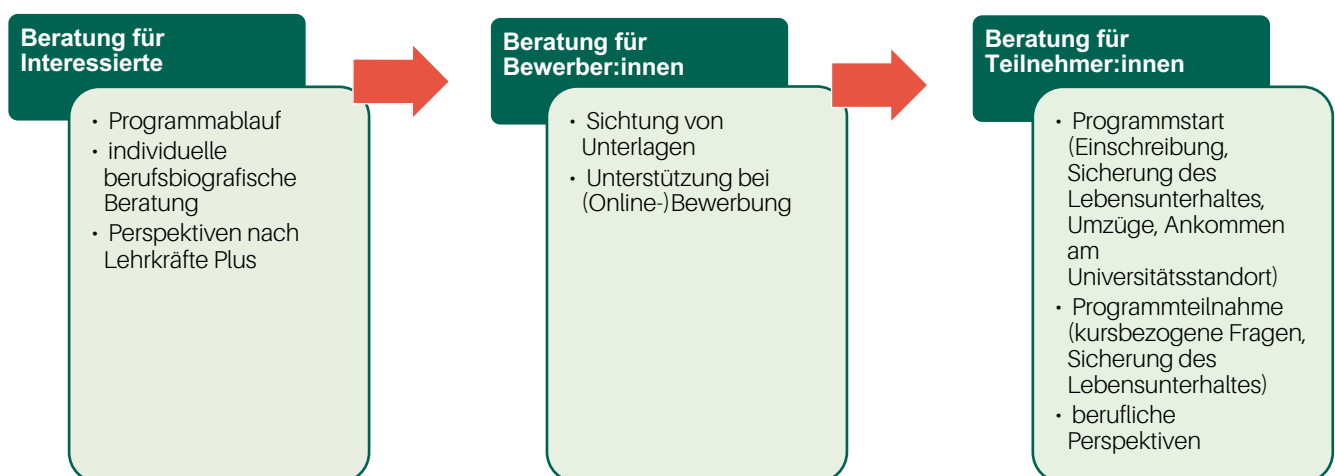 Beratung für
Interessierte
• Programmablauf
• individuelle
berufsbiografische
Beratung
• Perspektiven nach
Lehrkräfte Plus
Beratung für
Bewerber:innen
• Sichtung von
Unterlagen
• Unterstützung bei
(Online-)Bewerbung
Beratung für
Teilnehmer:innen
• Programmstart
(Einschreibung,
Sicherung des
Lebensunterhaltes,
Umzüge, Ankommen
am
Universitätsstandort)
• Programmteilnahme
(kursbezogene Fragen,
Sicherung des
Lebensunterhaltes)
• berufliche
Perspektiven